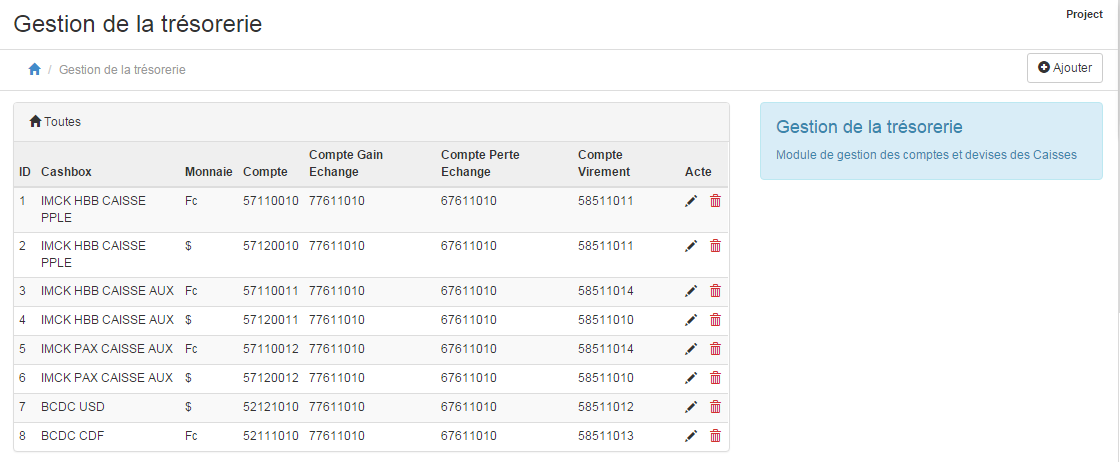 Gestion de la trésorerie
Project
/ Gestion de la trésorerie
Ajouter
Toutes
ID Cashbox Monnaie Compte Compte Gain Echange Compte Perte Echange Compte Virement Acte
1 IMCK HBB CAISSE PPLE Fc 57110010 77611010 67611010 58511011
2 IMCK HBB CAISSE PPLE $ 57120010 77611010 67611010 58511011
3 IMCK HBB CAISSE AUX Fc 57110011 77611010 67611010 58511014
4 IMCK HBB CAISSE AUX $ 57120011 77611010 67611010 58511010
5 IMCK PAX CAISSE AUX Fc 57110012 77611010 67611010 58511014
6 IMCK PAX CAISSE AUX $ 57120012 77611010 67611010 58511010
7 BCDC USD $ 52121010 77611010 67611010 58511012
8 BCDC CDF Fc 52111010 77611010 67611010 58511013
Gestion de la trésorerie
Module de gestion des comptes et devises des Caisses